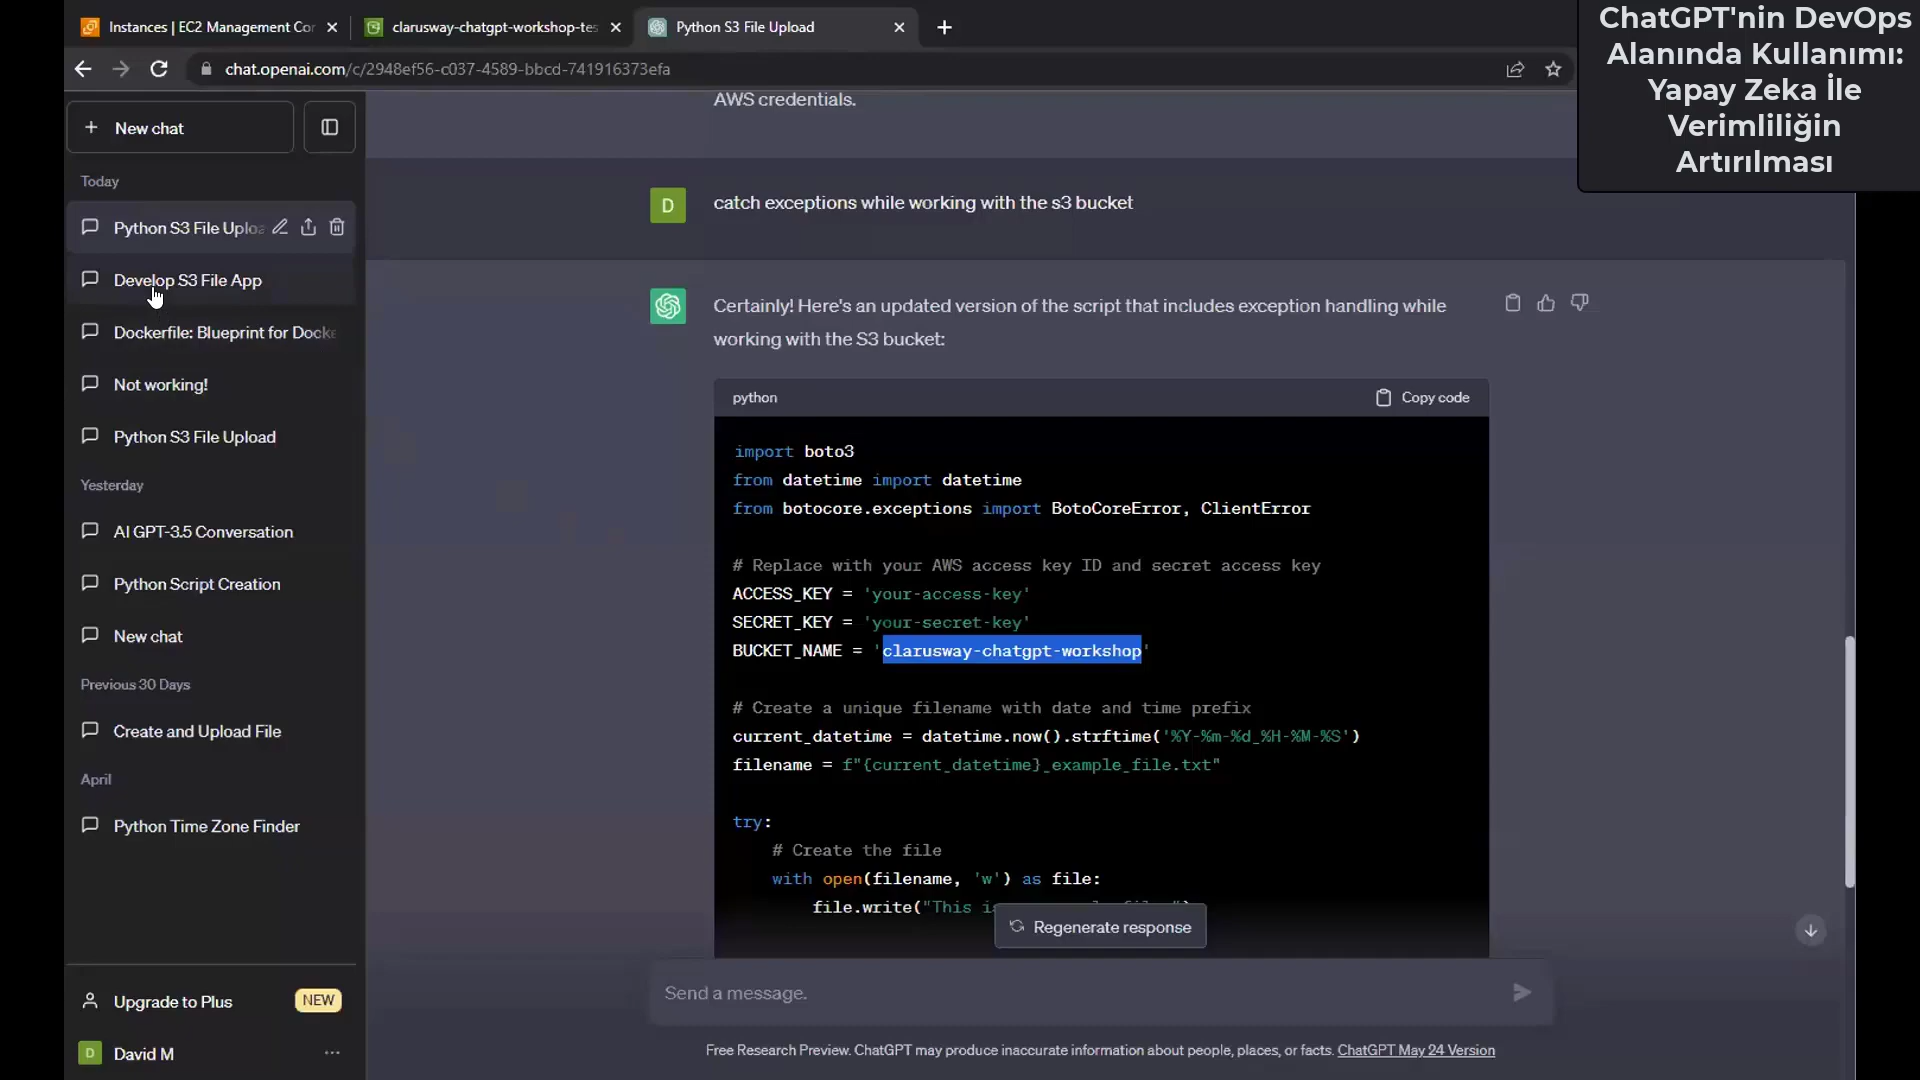 Instances | EC2 Management Cor
clarusway-chatgpt-workshop-tes
Python S3 File Upload
chat.openai.com/c/2948ef56-c037-4589-bbcd-741916373efa
ChatGPT'nin DevOps
Alanında Kullanımı:
Yapay Zeka İle
Verimliliğin
Artırılması
New chat
Today
Python S3 File Uploa
Develop S3 File App
Dockerfile: Blueprint for Docke
Not working!
Python S3 File Upload
Yesterday
AI GPT-3.5 Conversation
Python Script Creation
New chat
Previous 30 Days
Create and Upload File
April
Python Time Zone Finder
Upgrade to Plus
NEW
D
David M
AWS credentials.
D
catch exceptions while working with the s3 bucket
Certainly! Here's an updated version of the script that includes exception handling while
working with the S3 bucket:
python
Copy code
import boto3
from datetime import datetime
from botocore.exceptions import BotoCoreError, ClientError
# Replace with your AWS access key ID and secret access key
ACCESS_KEY = 'your-access-key'
SECRET_KEY = 'your-secret-key'
BUCKET_NAME = 'clarusway-chatgpt-workshop'
# Create a unique filename with date and time prefix
current_datetime = datetime.now().strftime('%Y-%m-%d_%H-%M-%S')
filename = f"{current_datetime}_example_file.txt"
try:
# Create the file
with open(filename, 'w') as file:
file.write("This
Regenerate response
Send a message.
Free Research Preview. ChatGPT may produce inaccurate information about people, places, or facts. ChatGPT May 24 Version